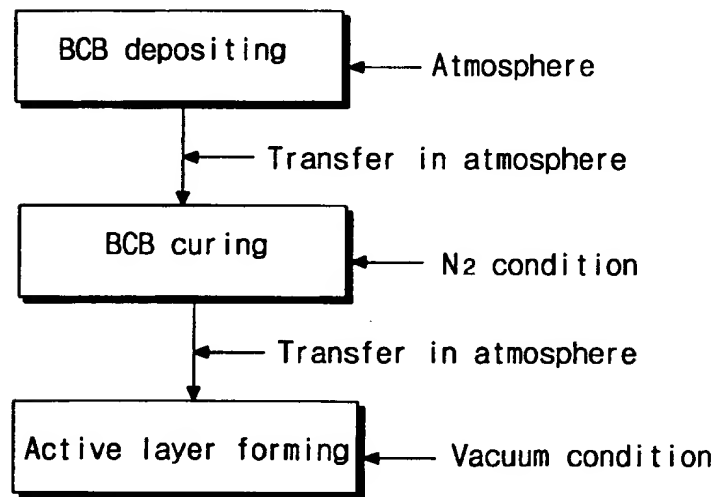 BCB depositing
Atmosphere
Transfer in atmosphere
BCB curing
N2 condition
Transfer in atmosphere
Active layer forming
Vacuum condition